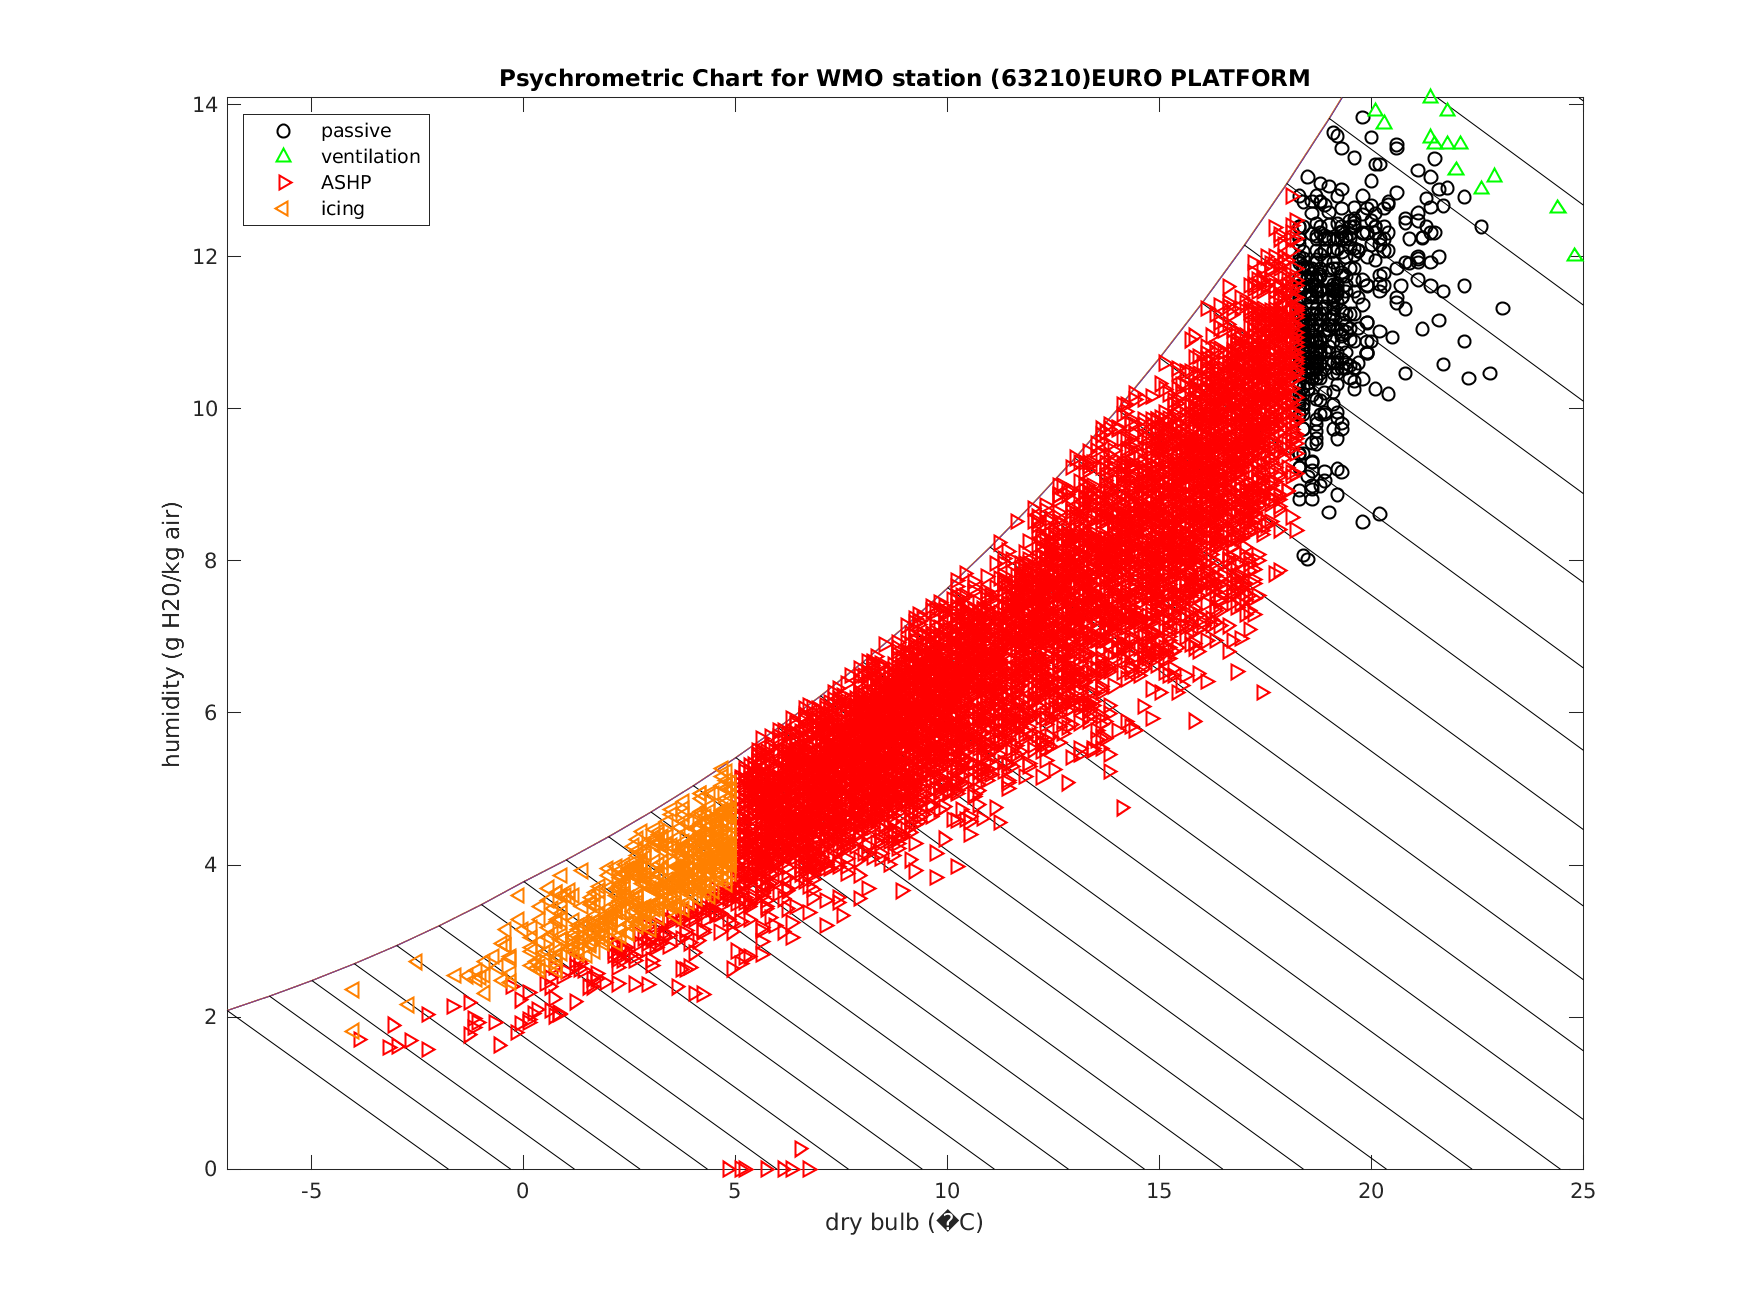 Psychrometric Chart for WMO station (63210)EURO PLATFORM
passive
ventilation
ASHP
icing
humidity (g H20/kg air)
14
12
10
8
6
4
2
0
-5
0
5
10
15
20
25
dry bulb (�C)